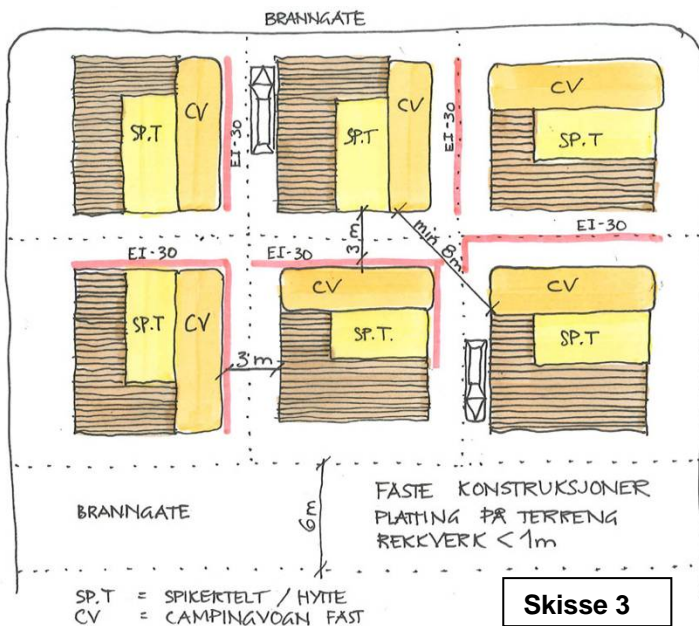 BRANNGATE
SP.T
CV
EI-30
SP.T
CV
EI-30
CV
SP.T
EI-30
3 m
min 8m
EI-30
EI-30
SP.T
CV
3 m
CV
SP.T.
CV
SP.T
BRANNGATE
6m
FASTE KONSTRUKSJONER
PLATTING PÅ TERRENG
REKKVERK < 1m
SP.T = SPIKERTELT / HYTTE
CV = CAMPINGVOGN FAST
Skisse 3